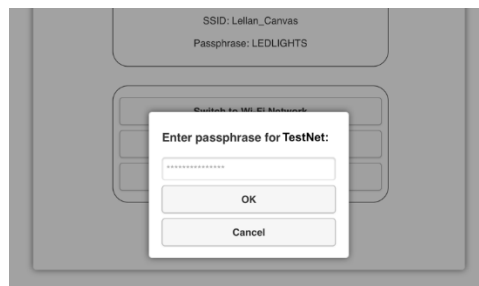 SSID: Lellan_Canvas
Passphrase: LEDLIGHTS
Switch to Wi-Fi Network
Enter passphrase for TestNet:
***************
OK
Cancel